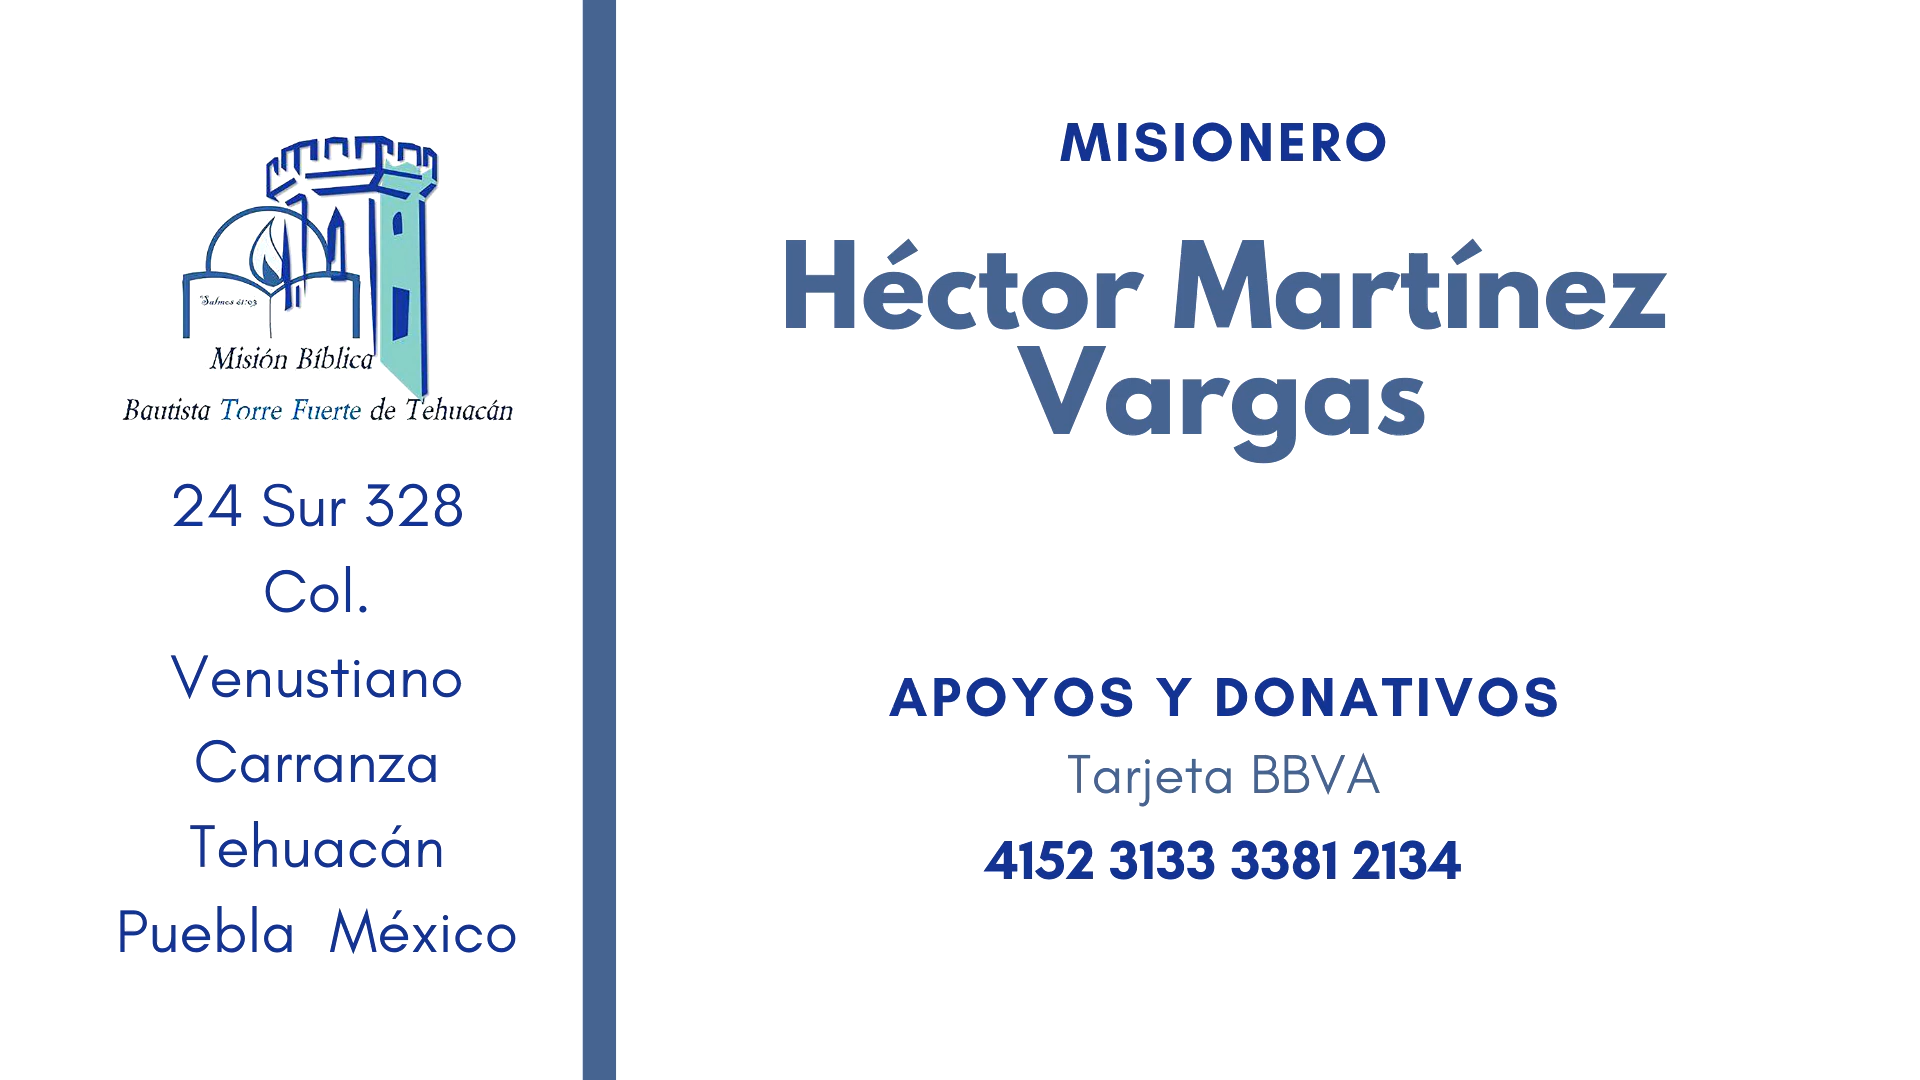 "Salmos 61:03
Misión Bíblica
Bautista Torre Fuerte de Tehuacán
24 Sur 328
Col.
Venustiano
Carranza
Tehuacán
Puebla  México
MISIONERO
Héctor Martínez
Vargas
APOYOS Y DONATIVOS
Tarjeta BBVA
4152 3133 3381 2134